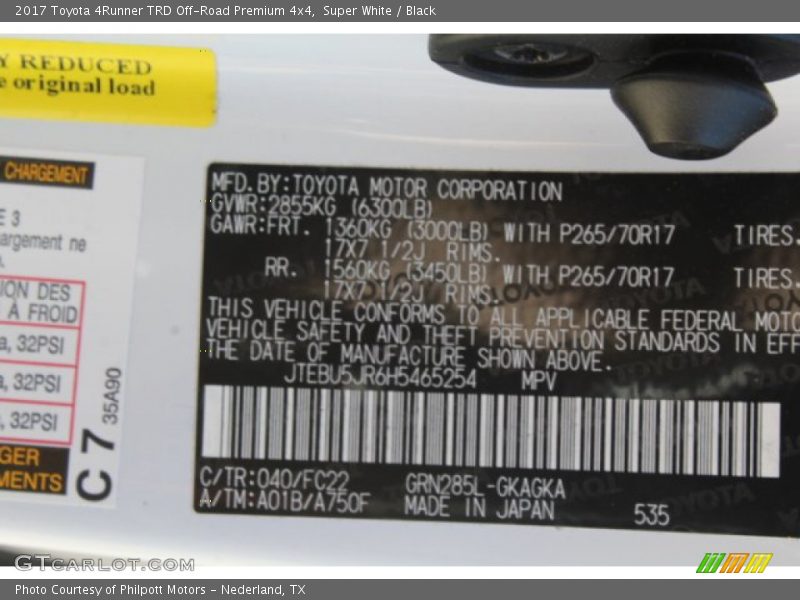 2017 Toyota 4Runner TRD Off-Road Premium 4x4, Super White / Black
Y REDUCED
e original load
CHARGEMENT
E 3
argement ne
ION DES
À FROID
a, 32PSI
a, 32PSI
, 32PSI
GER
MENTS
C 7
35A90
MFD.BY:TOYOTA MOTOR CORPORATION
GVWR:2855KG (6300LB)
GAWR:FRT. 1360KG (3000LB) WITH P265/70R17 TIRES.
17X7 1/2J RIMS.
RR. 1560KG (3450LB) WITH P265/70R17 TIRES.
17X7 1/2J RIMS.
THIS VEHICLE CONFORMS TO ALL APPLICABLE FEDERAL MOTO
VEHICLE SAFETY AND THEFT PREVENTION STANDARDS IN EFF
THE DATE OF MANUFACTURE SHOWN ABOVE.
JTEBU5JR6H5465254 MPV
C/TR:040/FC22 GRN285L-GKAGKA
A/TM:A01B/A750F MADE IN JAPAN 535
GTcarlot.com
Photo Courtesy of Philpott Motors - Nederland, TX